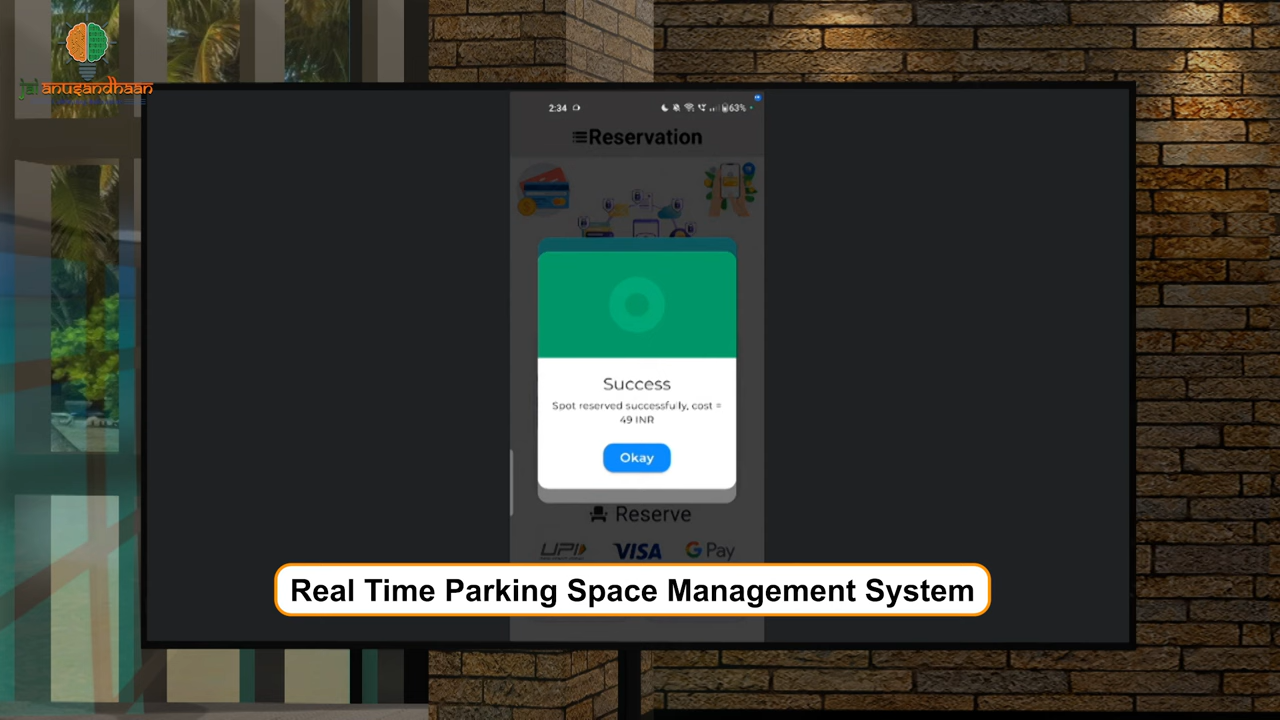 jai anusandhaan
2:34
63%
Reservation
Success
Spot reserved successfully, cost =
49 INR
Okay
Reserve
UPI VISA G Pay
Real Time Parking Space Management System